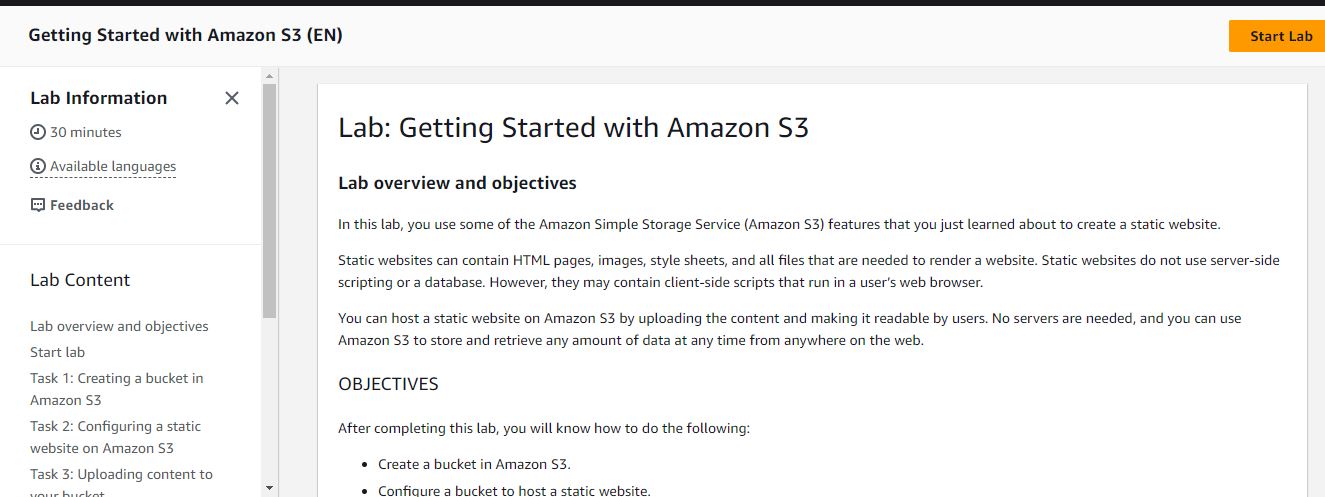 Getting Started with Amazon S3 (EN)
Start Lab
Lab Information
30 minutes
Available languages
Feedback
Lab Content
Lab overview and objectives
Start lab
Task 1: Creating a bucket in
Amazon S3
Task 2: Configuring a static
website on Amazon S3
Task 3: Uploading content to
your bucket
Lab: Getting Started with Amazon S3
Lab overview and objectives
In this lab, you use some of the Amazon Simple Storage Service (Amazon S3) features that you just learned about to create a static website.
Static websites can contain HTML pages, images, style sheets, and all files that are needed to render a website. Static websites do not use server-side
scripting or a database. However, they may contain client-side scripts that run in a user's web browser.
You can host a static website on Amazon S3 by uploading the content and making it readable by users. No servers are needed, and you can use
Amazon S3 to store and retrieve any amount of data at any time from anywhere on the web.
OBJECTIVES
After completing this lab, you will know how to do the following:
• Create a bucket in Amazon S3.
• Configure a bucket to host a static website.